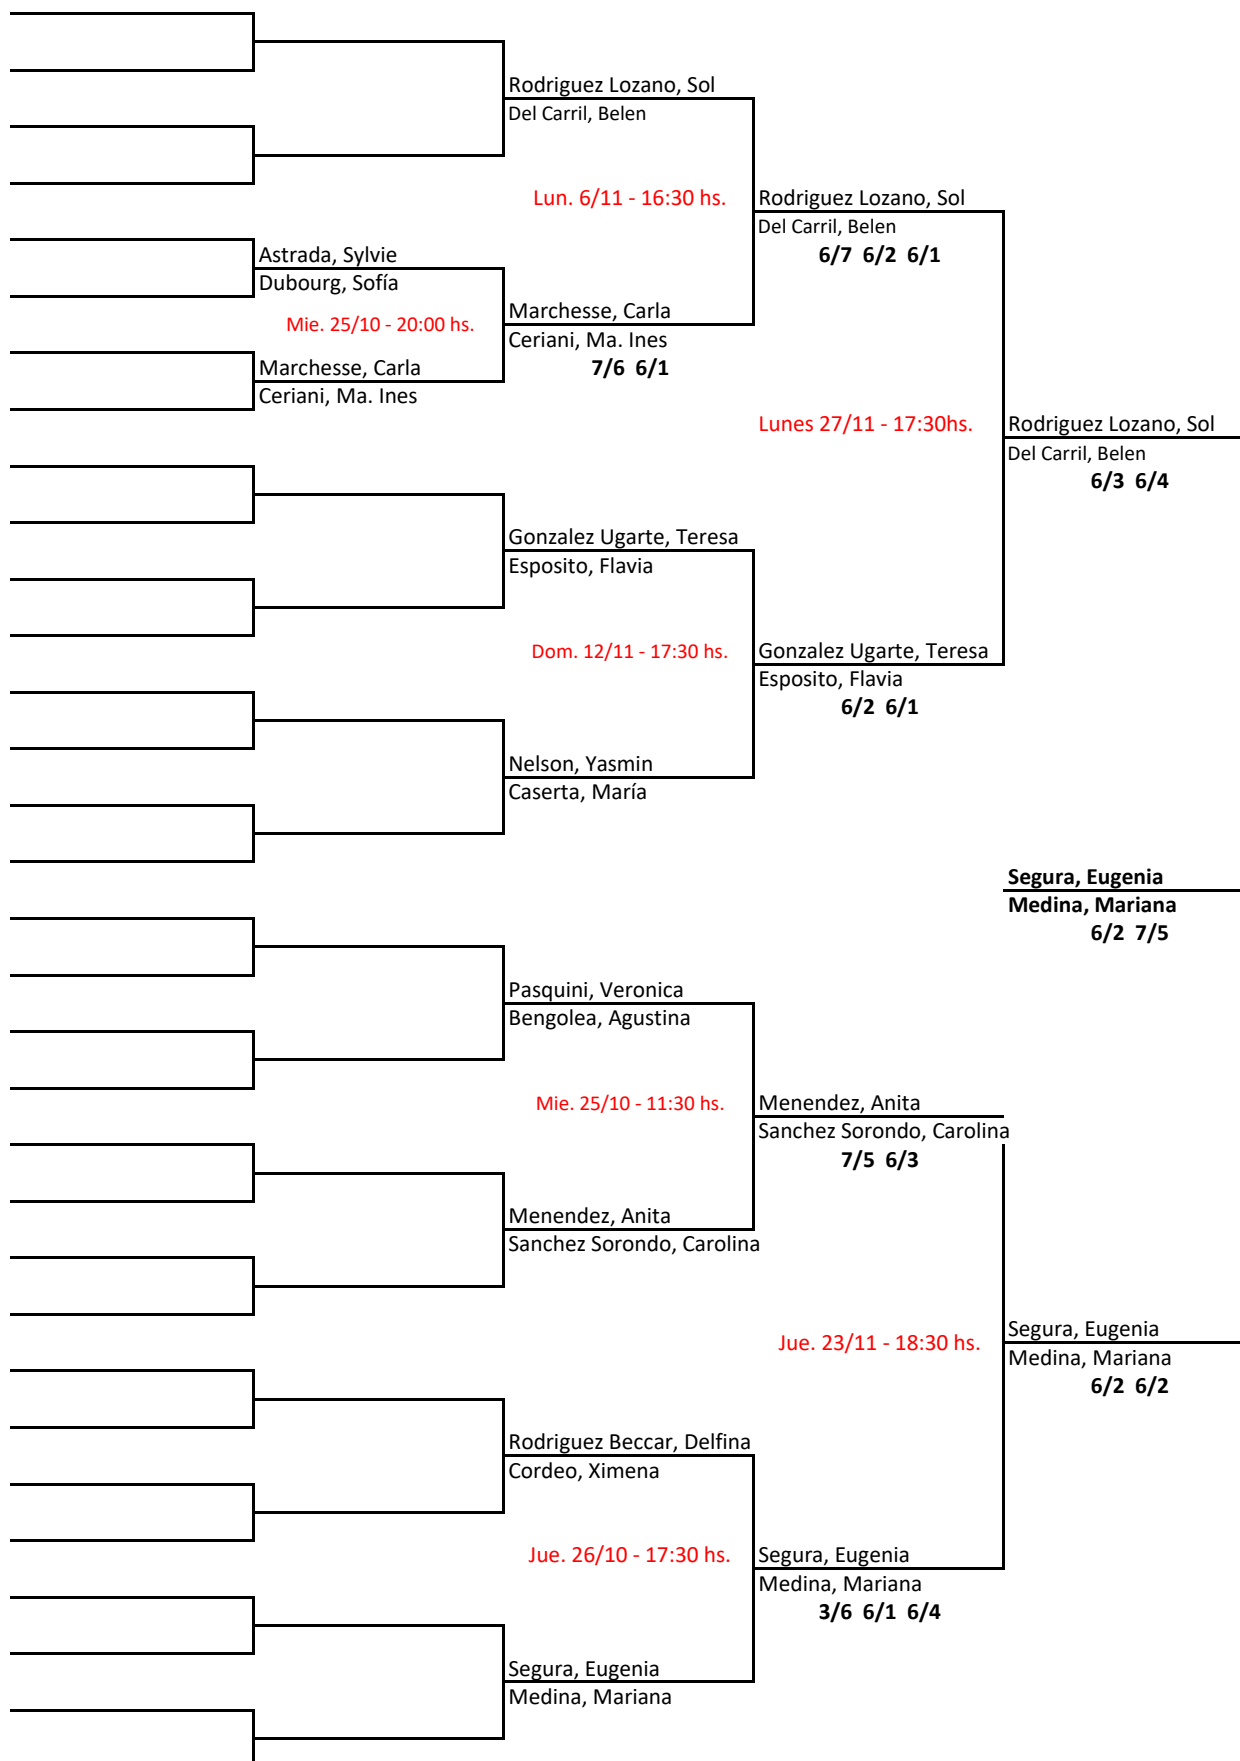 Rodriguez Lozano, Sol
Del Carril, Belen
Lun. 6/11 - 16:30 hs.
Rodriguez Lozano, Sol
Del Carril, Belen
6/7 6/2 6/1
Astrada, Sylvie
Dubourg, Sofía
Mie. 25/10 - 20:00 hs.
Marchesse, Carla
Ceriani, Ma. Ines
7/6 6/1
Marchesse, Carla
Ceriani, Ma. Ines
Lunes 27/11 - 17:30hs.
Rodriguez Lozano, Sol
Del Carril, Belen
6/3 6/4
Gonzalez Ugarte, Teresa
Esposito, Flavia
Dom. 12/11 - 17:30 hs.
Gonzalez Ugarte, Teresa
Esposito, Flavia
6/2 6/1
Nelson, Yasmin
Caserta, María
Segura, Eugenia
Medina, Mariana
6/2 7/5
Pasquini, Veronica
Bengolea, Agustina
Mie. 25/10 - 11:30 hs.
Menendez, Anita
Sanchez Sorondo, Carolina
7/5 6/3
Menendez, Anita
Sanchez Sorondo, Carolina
Jue. 23/11 - 18:30 hs.
Segura, Eugenia
Medina, Mariana
6/2 6/2
Rodriguez Beccar, Delfina
Cordeo, Ximena
Jue. 26/10 - 17:30 hs.
Segura, Eugenia
Medina, Mariana
3/6 6/1 6/4
Segura, Eugenia
Medina, Mariana